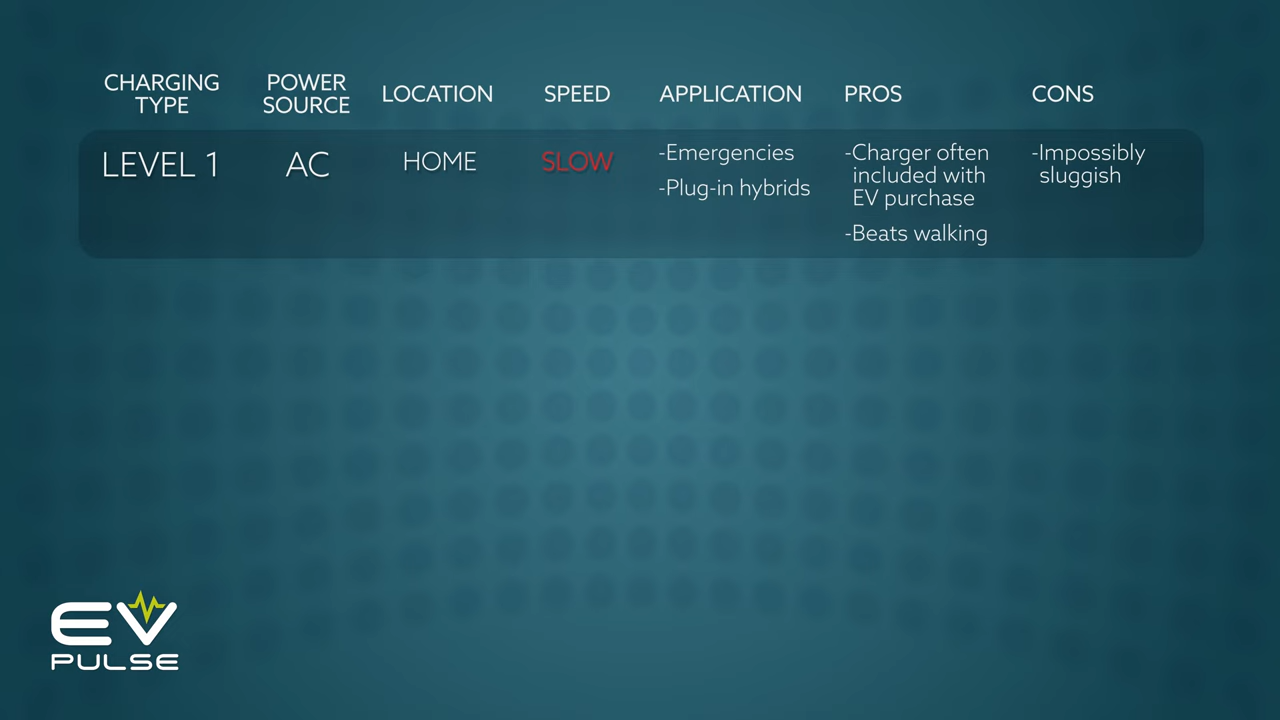 CHARGING
TYPE
POWER
SOURCE
LOCATION
SPEED
APPLICATION
PROS
CONS
LEVEL 1
AC
HOME
SLOW
-Emergencies
-Plug-in hybrids
-Charger often
included with
EV purchase
-Beats walking
-Impossibly
sluggish
EV
PULSE